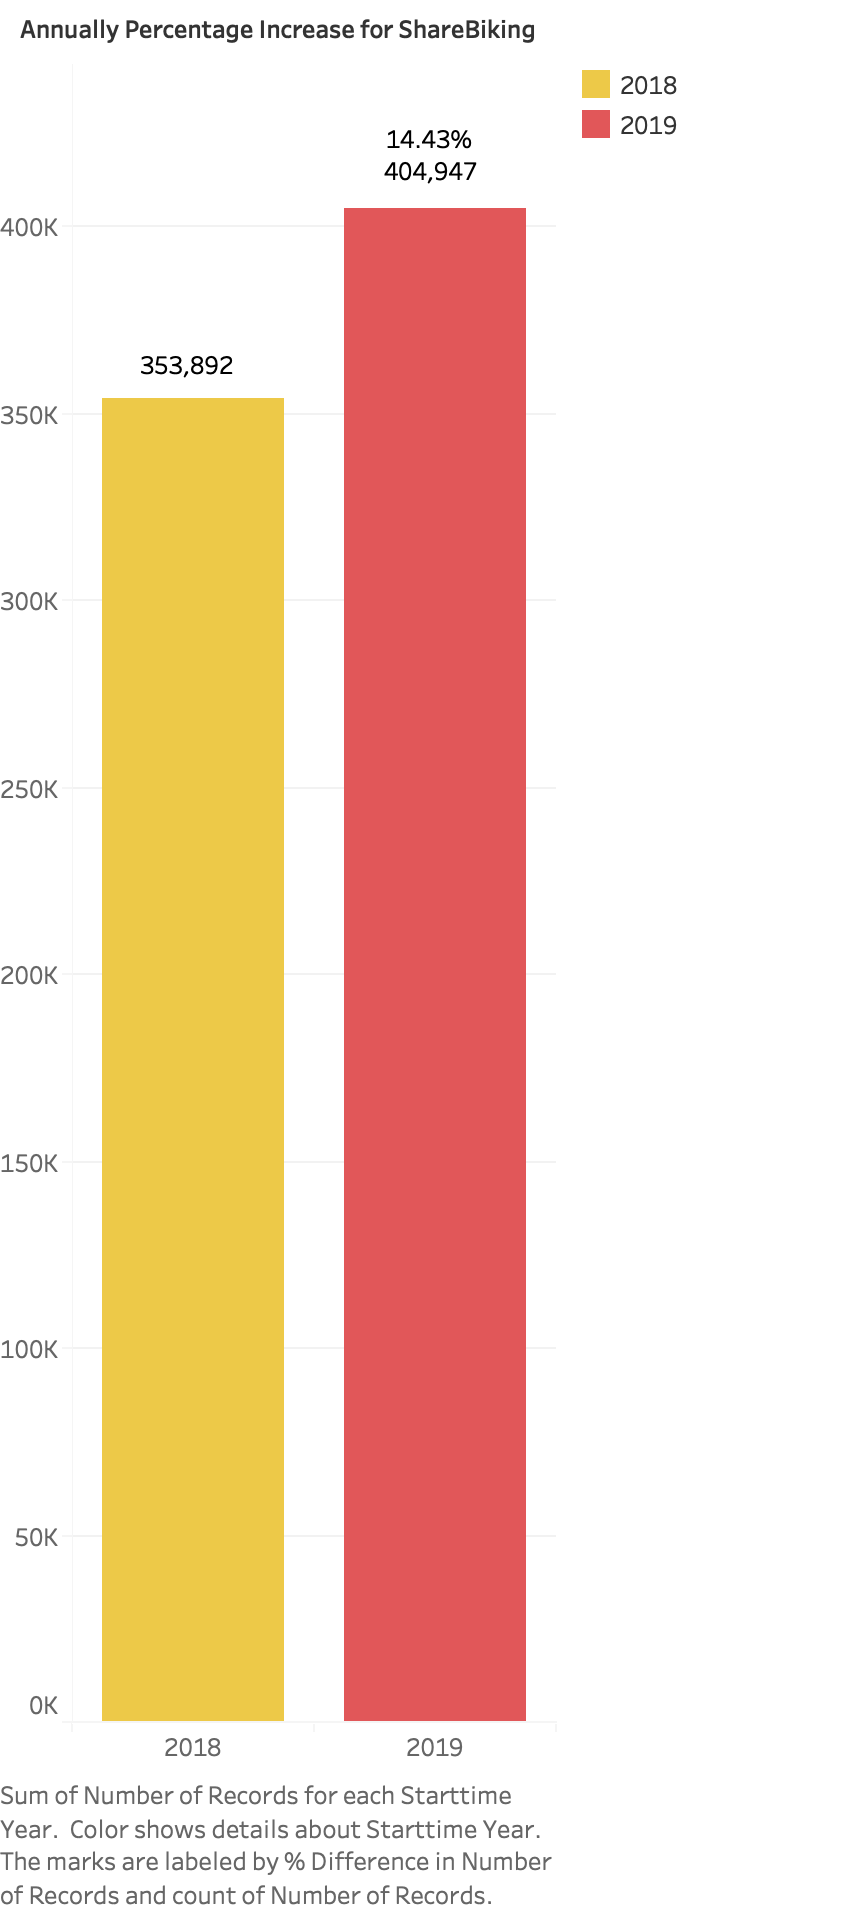 Annually Percentage Increase for ShareBiking
2018
2019
14.43%
404,947
400K
353,892
350K
300K
250K
200K
150K
100K
50K
0K
2018
2019
Sum of Number of Records for each Starttime
Year.  Color shows details about Starttime Year.
The marks are labeled by % Difference in Number
of Records and count of Number of Records.